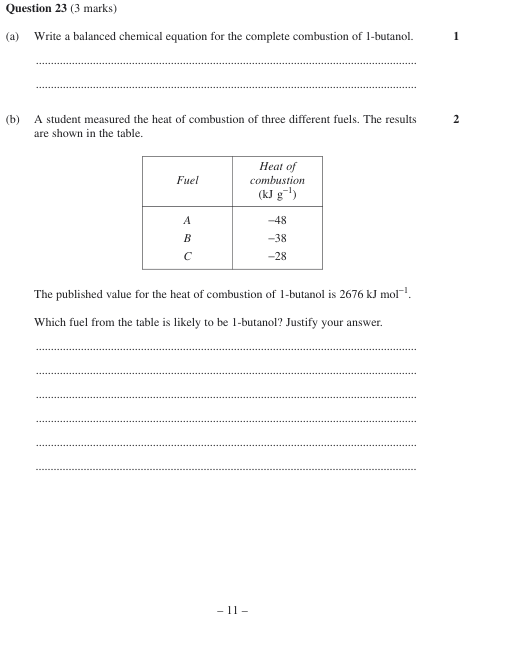 Question 23 (3 marks)
(a) Write a balanced chemical equation for the complete combustion of 1-butanol. 1
(b) A student measured the heat of combustion of three different fuels. The results 2
are shown in the table.
Heat of
Fuel combustion
(kJ g⁻¹)
A –48
B –38
C –28
The published value for the heat of combustion of 1-butanol is 2676 kJ mol⁻¹.
Which fuel from the table is likely to be 1-butanol? Justify your answer.
– 11 –